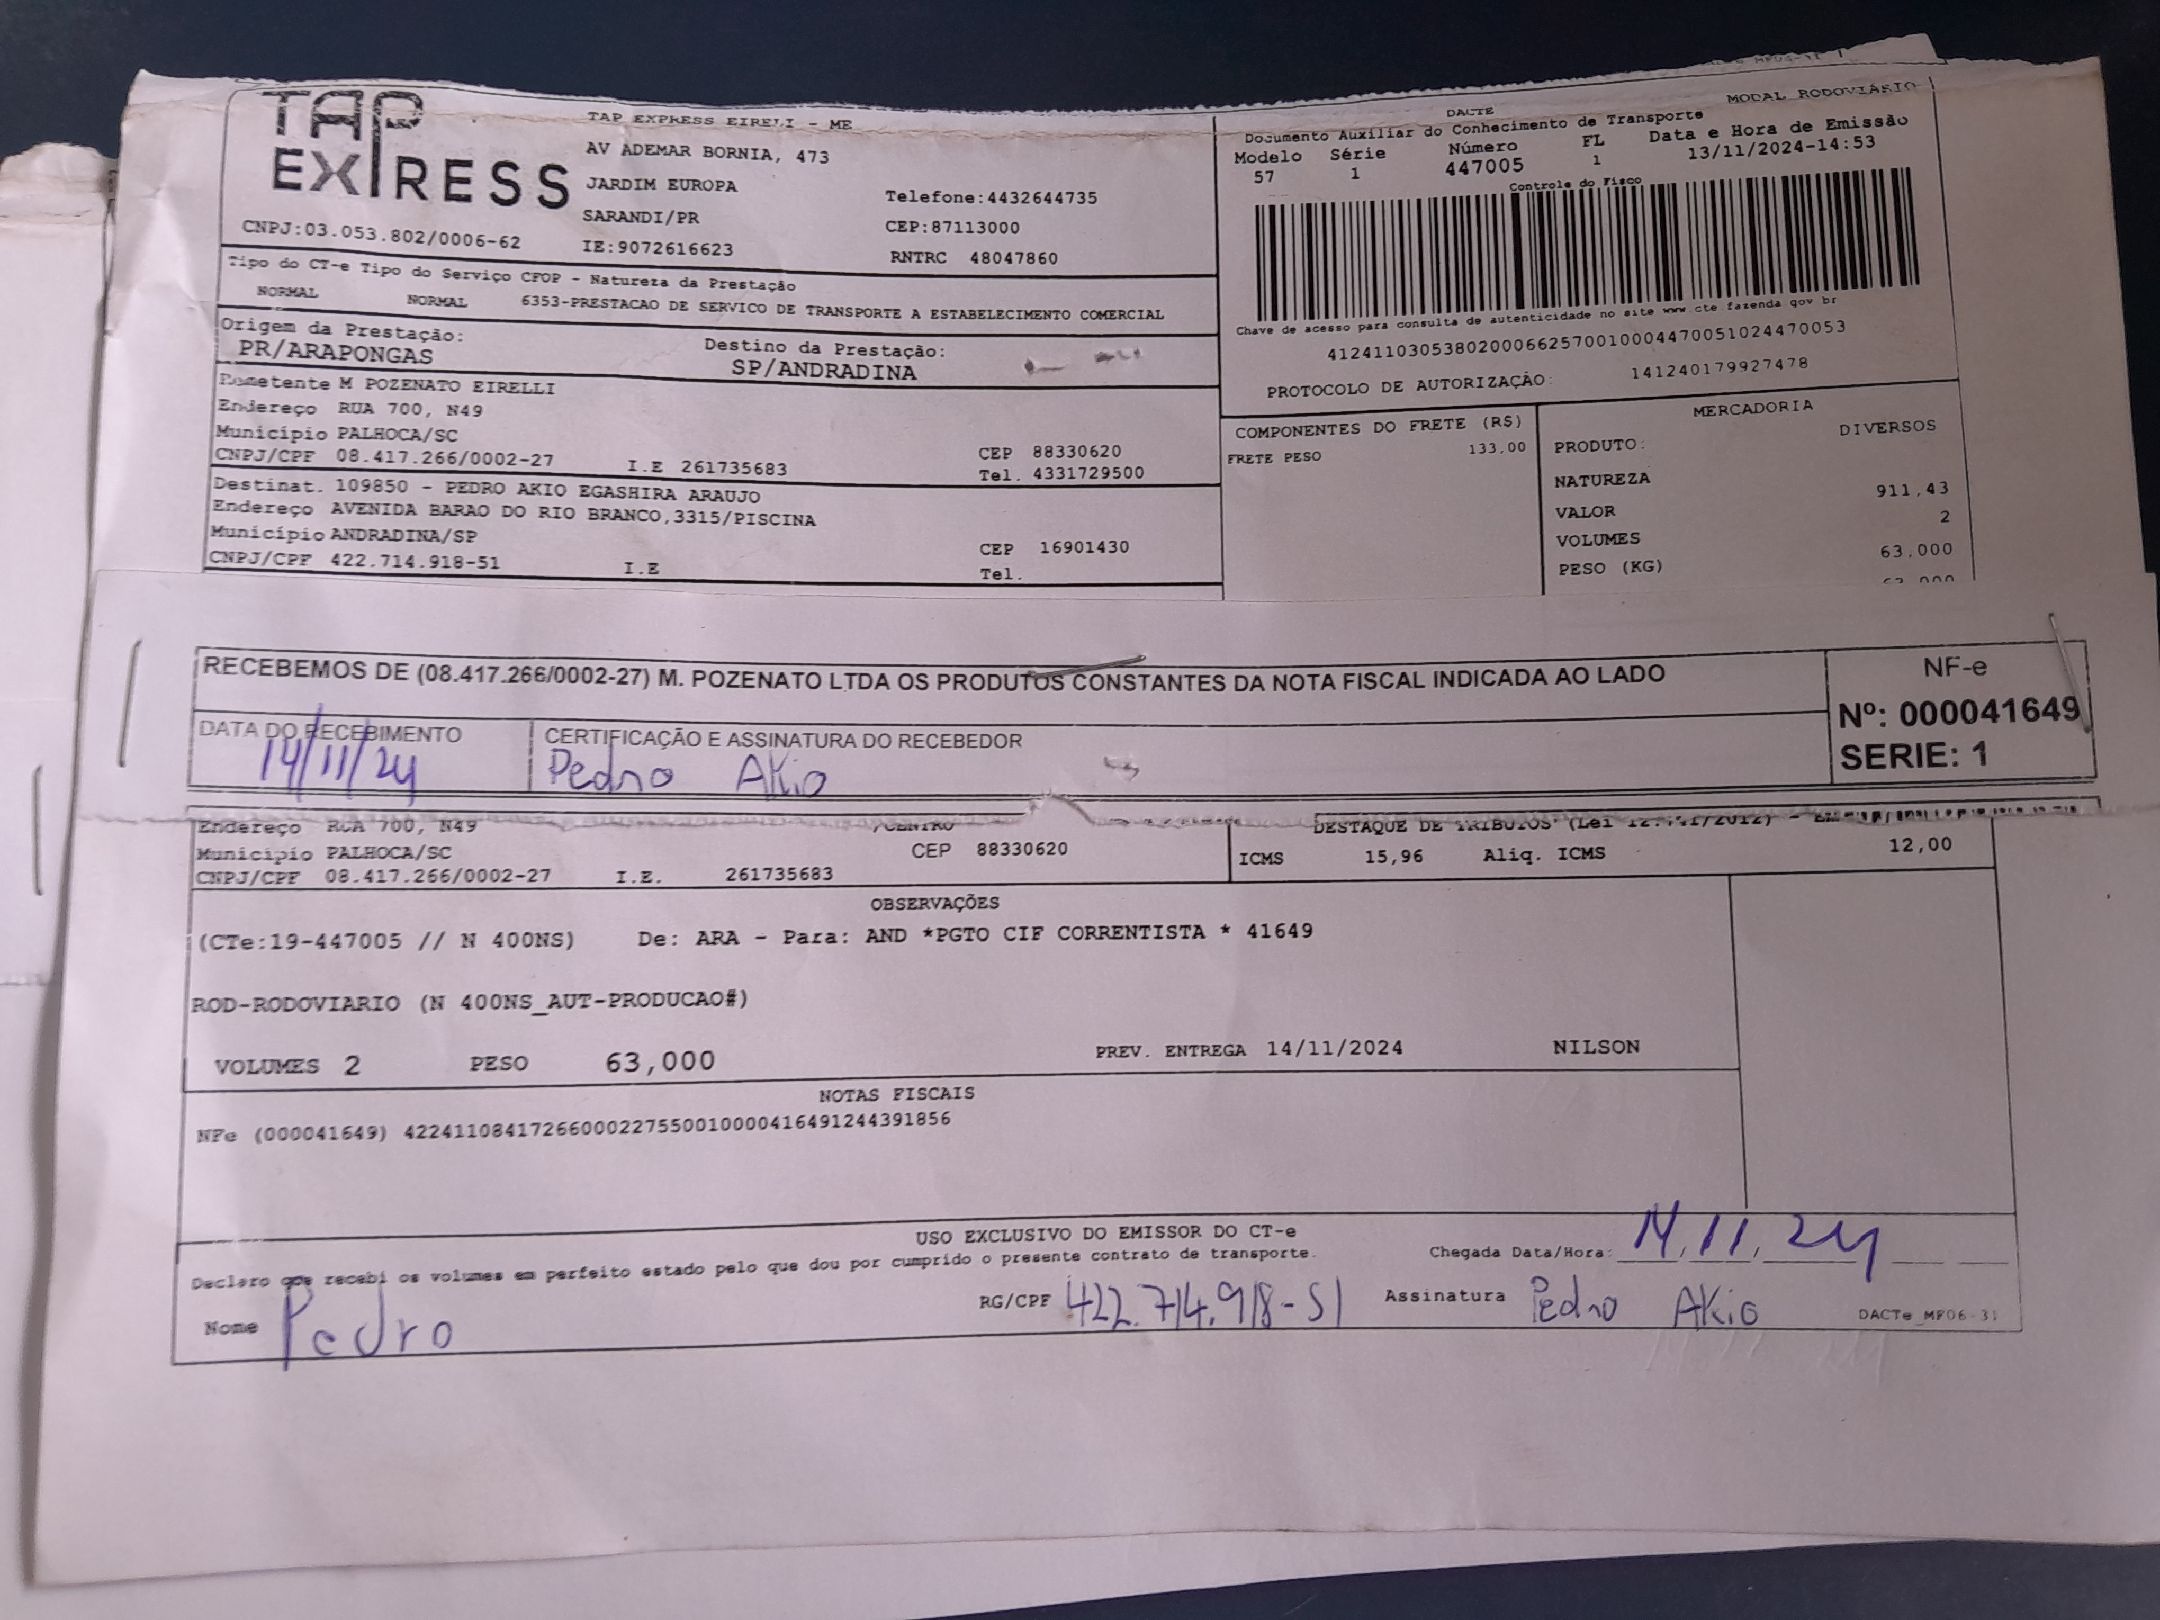 TAP EXPRESS
TAP EXPRESS EIRELI - ME
AV ADEMAR BORNIA, 473
JARDIM EUROPA
SARANDI/PR
IE:9072616623
Telefone:4432644735
CEP:87113000
RNTRC 48047860
CNPJ:03.053.802/0006-62
DACTE
MODAL RODOVIÁRIO
Documento Auxiliar do Conhecimento de Transporte
Modelo Série Número FL Data e Hora de Emissão
57 1 447005 1 13/11/2024-14:53
Controle do Fisco
Chave de acesso para consulta de autenticidade no site www cte fazenda gov br
41241103053802000662570010004470051024470053
PROTOCOLO DE AUTORIZAÇÃO: 141240179927478
Tipo do CT-e Tipo do Serviço CFOP - Natureza da Prestação
NORMAL NORMAL 6353-PRESTACAO DE SERVICO DE TRANSPORTE A ESTABELECIMENTO COMERCIAL
Origem da Prestação: Destino da Prestação:
PR/ARAPONGAS SP/ANDRADINA
Remetente M POZENATO EIRELLI
Endereço RUA 700, N49
Município PALHOCA/SC CEP 88330620
CNPJ/CPF 08.417.266/0002-27 I.E 261735683 Tel. 4331729500
Destinat. 109850 - PEDRO AKIO EGASHIRA ARAUJO
Endereço AVENIDA BARAO DO RIO BRANCO,3315/PISCINA
Município ANDRADINA/SP CEP 16901430
CNPJ/CPF 422.714.918-51 I.E Tel.
COMPONENTES DO FRETE (R$)
FRETE PESO 133,00
MERCADORIA
PRODUTO: DIVERSOS
NATUREZA
VALOR 911,43
VOLUMES 2
PESO (KG) 63,000
63,000
RECEBEMOS DE (08.417.266/0002-27) M. POZENATO LTDA OS PRODUTOS CONSTANTES DA NOTA FISCAL INDICADA AO LADO
NF-e
Nº: 000041649
SERIE: 1
DATA DO RECEBIMENTO
14/11/24
CERTIFICAÇÃO E ASSINATURA DO RECEBEDOR
Pedro Akio
Endereço RUA 700, N49 /CENTRO
Município PALHOCA/SC CEP 88330620
CNPJ/CPF 08.417.266/0002-27 I.E. 261735683
DESTAQUE DE TRIBUTOS (Lei 12.741/2012) -
ICMS 15,96 Aliq. ICMS 12,00
OBSERVAÇÕES
(CTe:19-447005 // N 400NS) De: ARA - Para: AND *PGTO CIF CORRENTISTA * 41649
ROD-RODOVIARIO (N 400NS_AUT-PRODUCAO#)
VOLUMES 2 PESO 63,000 PREV. ENTREGA 14/11/2024 NILSON
NOTAS FISCAIS
NFe (000041649) 42241108417266000227550010000416491244391856
USO EXCLUSIVO DO EMISSOR DO CT-e
Declaro que recebi os volumes em perfeito estado pelo que dou por cumprido o presente contrato de transporte.
Chegada Data/Hora: 14,11,24
Nome Pedro RG/CPF 422.714.918-51 Assinatura Pedro Akio
DACTe_MF06-31